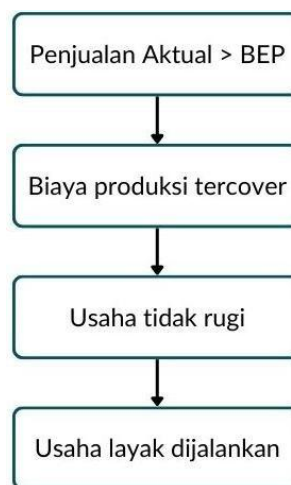 Penjualan Aktual > BEP
Biaya produksi tercover
Usaha tidak rugi
Usaha layak dijalankan